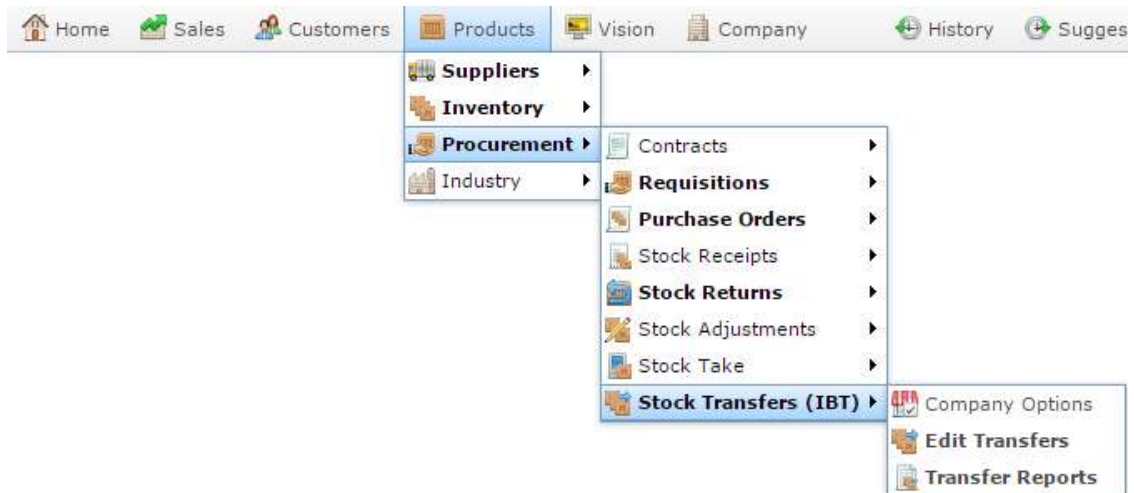 Home Sales Customers Products Vision Company History Sugges
Suppliers
Inventory
Procurement
Industry
Contracts
Requisitions
Purchase Orders
Stock Receipts
Stock Returns
Stock Adjustments
Stock Take
Stock Transfers (IBT)
Company Options
Edit Transfers
Transfer Reports